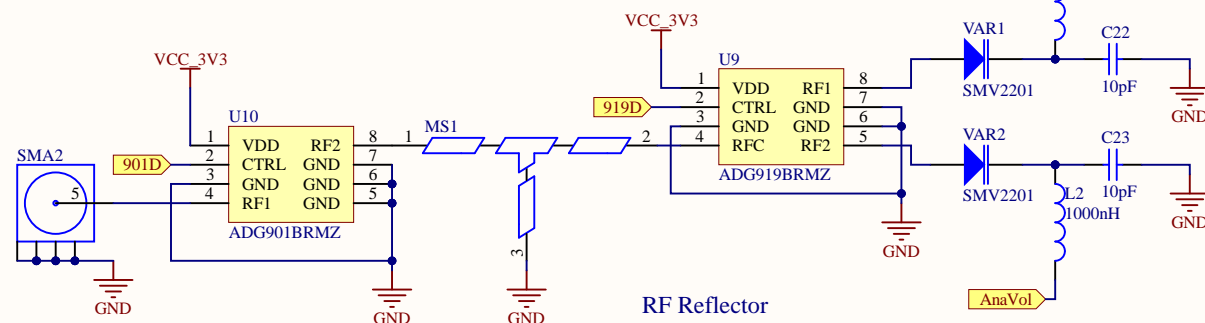 VCC_3V3
VAR1
C22
VCC_3V3
U9
1
VDD
RF1
8
SMV2201
10pF
919D
2
CTRL
GND
7
U10
MS1
3
GND
GND
6
GND
1
VDD
RF2
8
1
2
4
RFC
RF2
5
VAR2
C23
SMA2
901D
2
CTRL
GND
7
ADG919BRMZ
3
GND
GND
6
SMV2201
10pF
5
4
RF1
GND
5
L2
1000nH
GND
ADG901BRMZ
3
GND
GND
GND
GND
RF Reflector
AnaVol